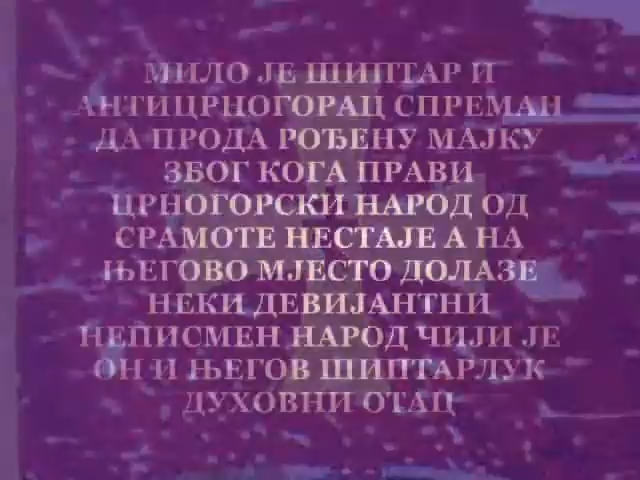 МИЛО ЈЕ ШИПТАР И
АНТИЦРНОГОРАЦ СПРЕМАН
ДА ПРОДА РОЂЕНУ МАЈКУ
ЗБОГ КОГА ПРАВИ
ЦРНОГОРСКИ НАРОД ОД
СРАМОТЕ НЕСТАЈЕ А НА
ЊЕГОВО МЈЕСТО ДОЛАЗЕ
НЕКИ ДЕВИЈАНТНИ
НЕПИСМЕН НАРОД ЧИЈИ ЈЕ
ОН И ЊЕГОВ ШИПТАРЛУК
ДУХОВНИ ОТАЦ